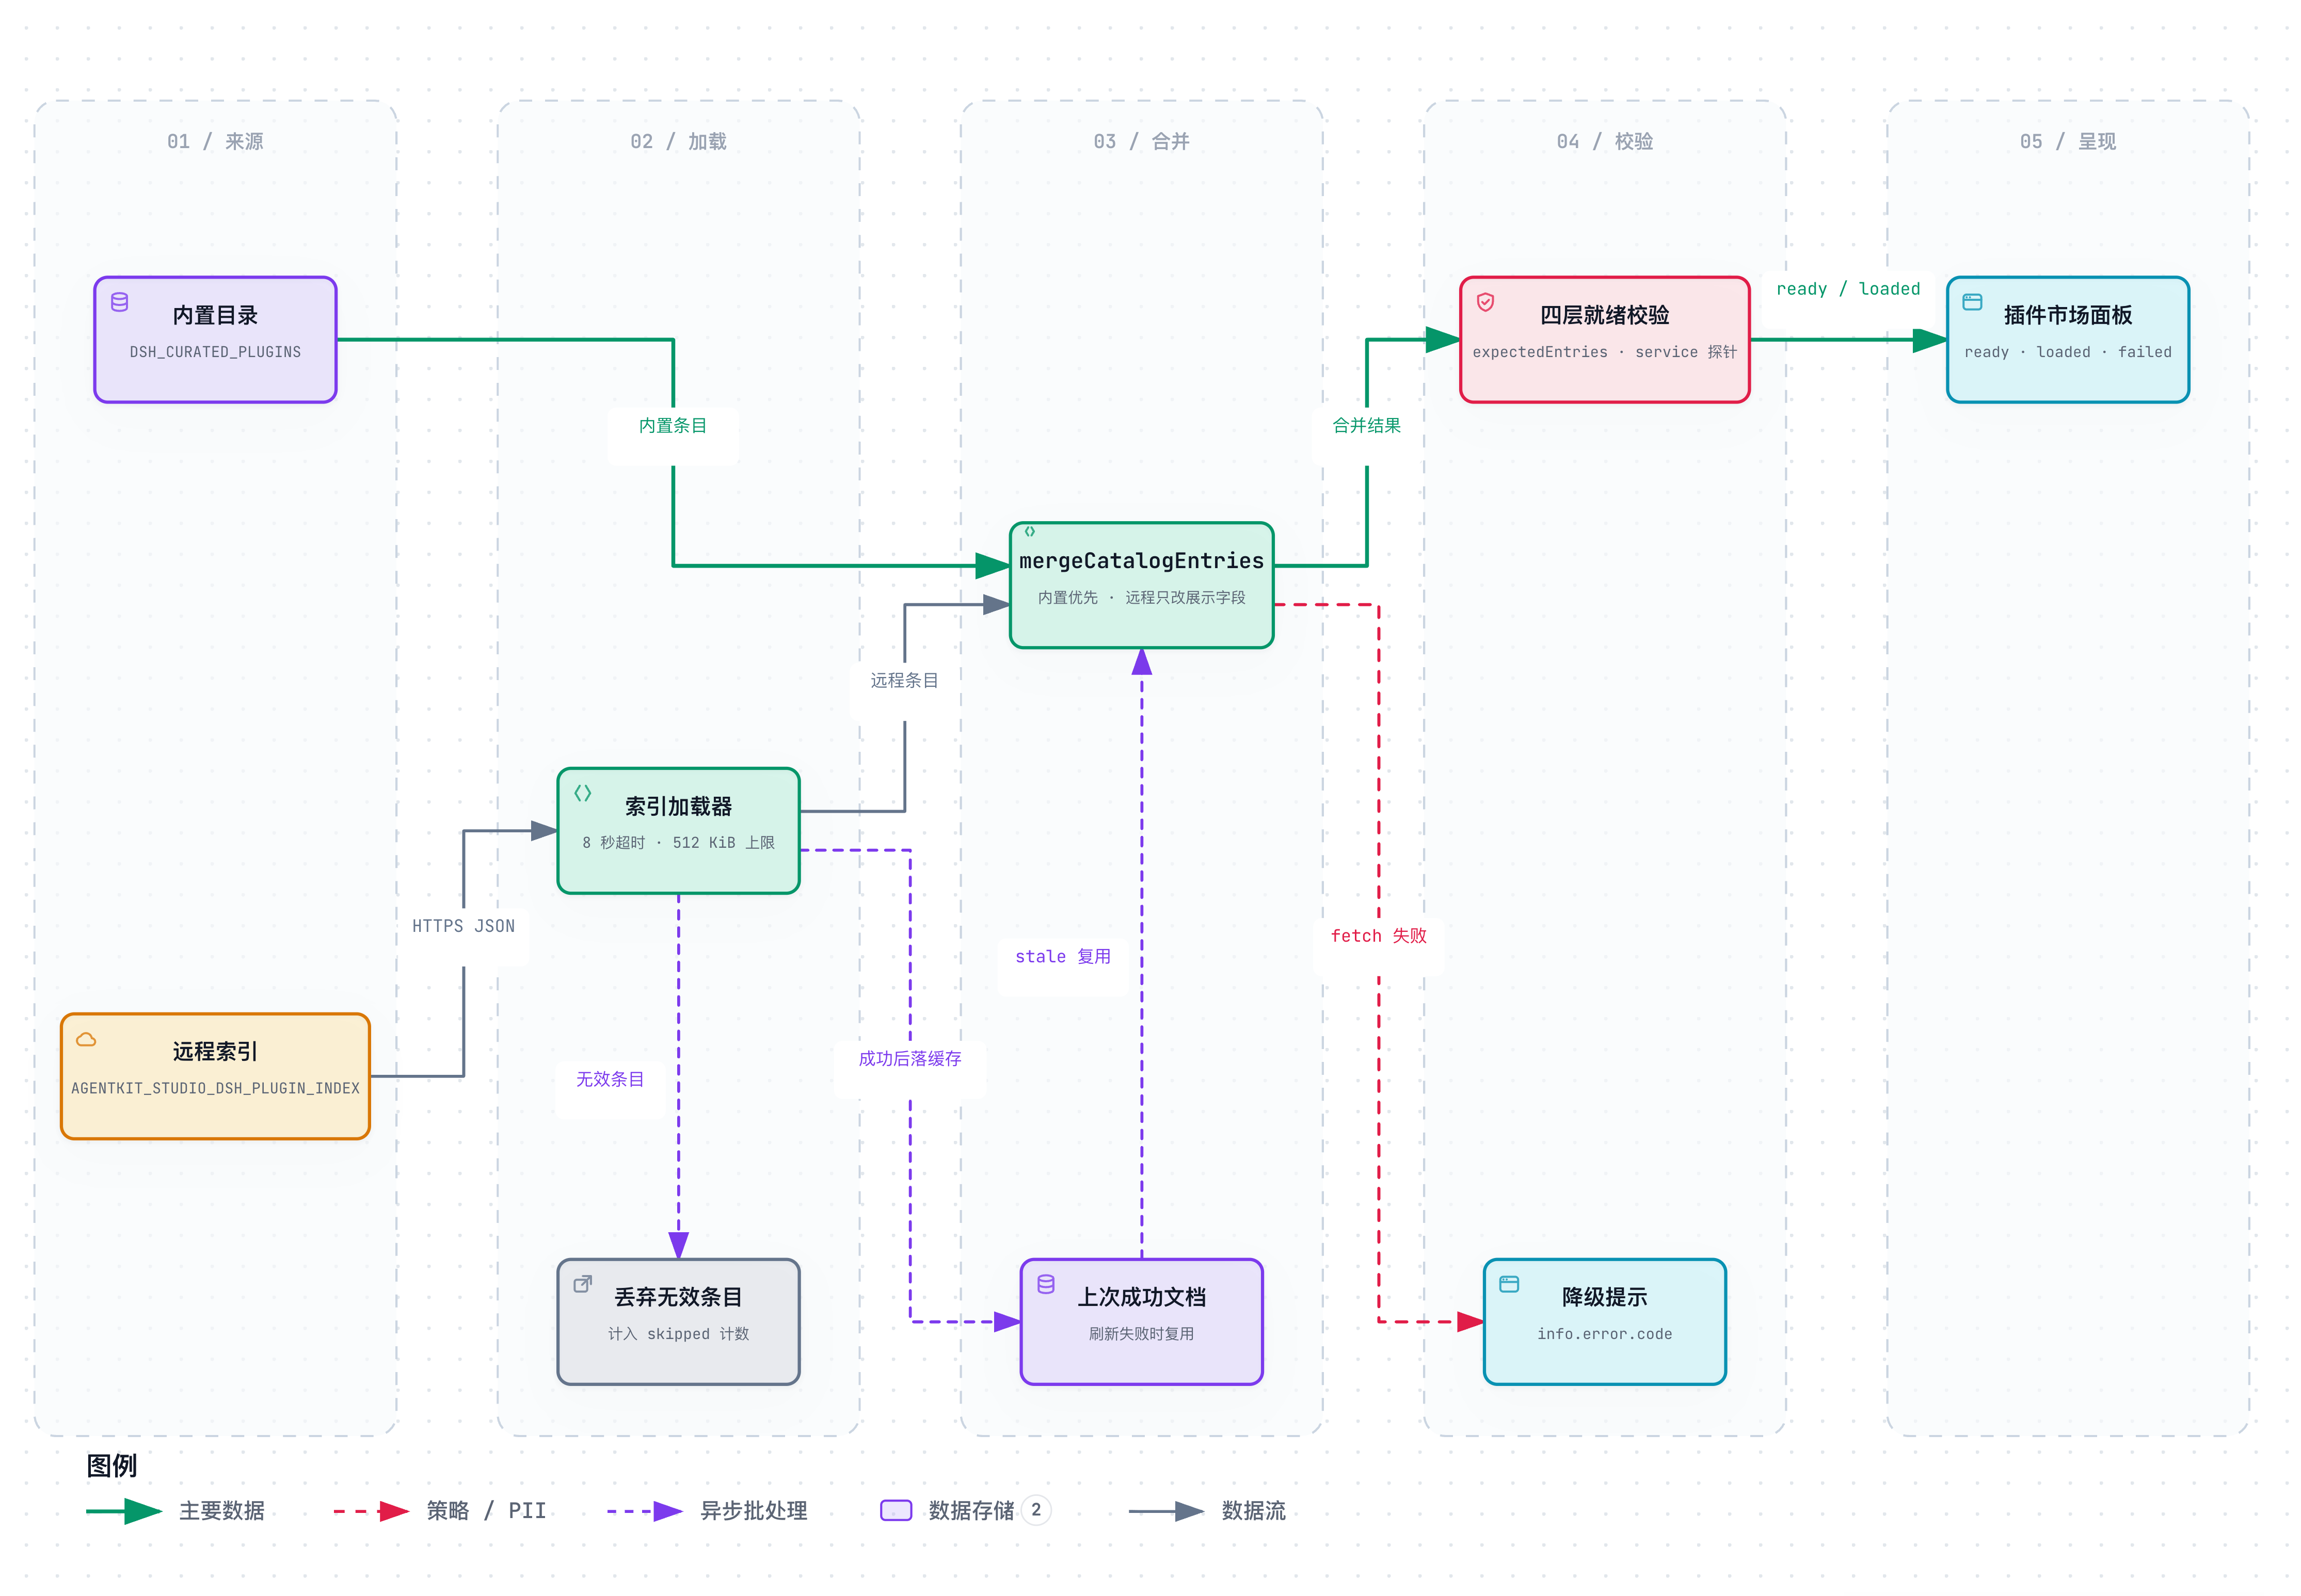 01 / 来源
02 / 加载
03 / 合并
04 / 校验
05 / 呈现
内置目录
DSH_CURATED_PLUGINS
四层就绪校验
expectedEntries · service 探针
ready / loaded
插件市场面板
ready · loaded · failed
内置条目
合并结果
mergeCatalogEntries
内置优先 · 远程只改展示字段
远程条目
索引加载器
8 秒超时 · 512 KiB 上限
HTTPS JSON
fetch 失败
stale 复用
远程索引
AGENTKIT_STUDIO_DSH_PLUGIN_INDEX
成功后落缓存
无效条目
丢弃无效条目
计入 skipped 计数
上次成功文档
刷新失败时复用
降级提示
info.error.code
图例
主要数据
策略 / PII
异步批处理
数据存储 2
数据流